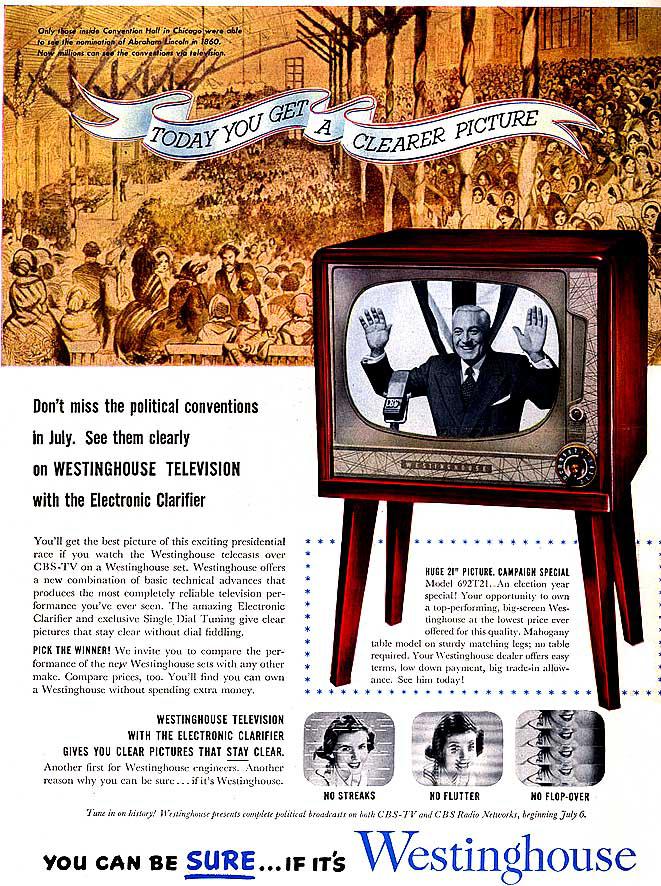 Only those inside Convention Hall in Chicago were able
to see the nomination of Abraham Lincoln in 1860.
Now millions can see the conventions via television.
TODAY YOU GET A CLEARER PICTURE
WESTINGHOUSE
Don't miss the political conventions
in July. See them clearly
on WESTINGHOUSE TELEVISION
with the Electronic Clarifier
You'll get the best picture of this exciting presidential
race if you watch the Westinghouse telecasts over
CBS-TV on a Westinghouse set. Westinghouse offers
a new combination of basic technical advances that
produces the most completely reliable television per-
formance you've ever seen. The amazing Electronic
Clarifier and exclusive Single Dial Tuning give clear
pictures that stay clear without dial fiddling.
PICK THE WINNER! We invite you to compare the per-
formance of the new Westinghouse sets with any other
make. Compare prices, too. You'll find you can own
a Westinghouse without spending extra money.
HUGE 21" PICTURE. CAMPAIGN SPECIAL
Model 692T21. An election year
special! Your opportunity to own
a top-performing, big-screen Wes-
tinghouse at the lowest price ever
offered for this quality. Mahogany
table model on sturdy matching legs; no table
required. Your Westinghouse dealer offers easy
terms, low down payment, big trade-in allow-
ance. See him today!
WESTINGHOUSE TELEVISION
WITH THE ELECTRONIC CLARIFIER
GIVES YOU CLEAR PICTURES THAT STAY CLEAR.
Another first for Westinghouse engineers. Another
reason why you can be sure...if it's Westinghouse.
NO STREAKS
NO FLUTTER
NO FLOP-OVER
Tune in on history! Westinghouse presents complete political broadcasts on both CBS-TV and CBS Radio Networks, beginning July 6.
YOU CAN BE SURE...IF IT'S Westinghouse